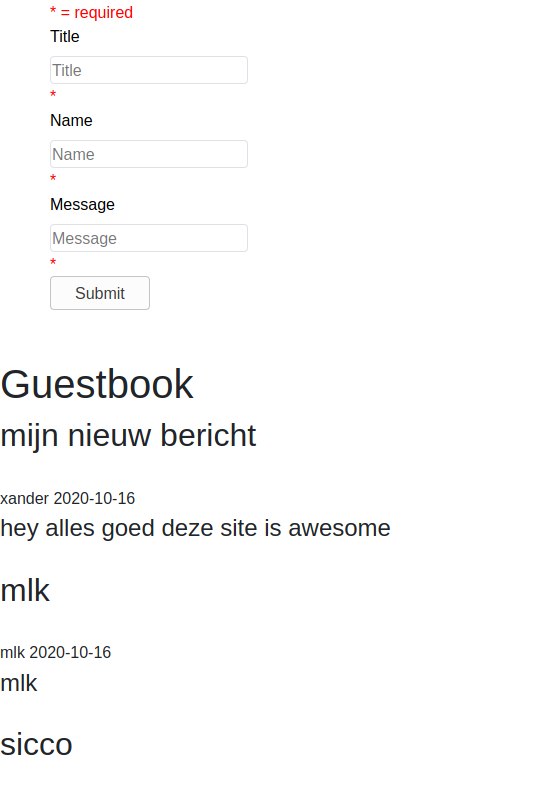 * = required
Title
Title
*
Name
Name
*
Message
Message
*
Submit
Guestbook
mijn nieuw bericht
xander 2020-10-16
hey alles goed deze site is awesome
mlk
mlk 2020-10-16
mlk
sicco